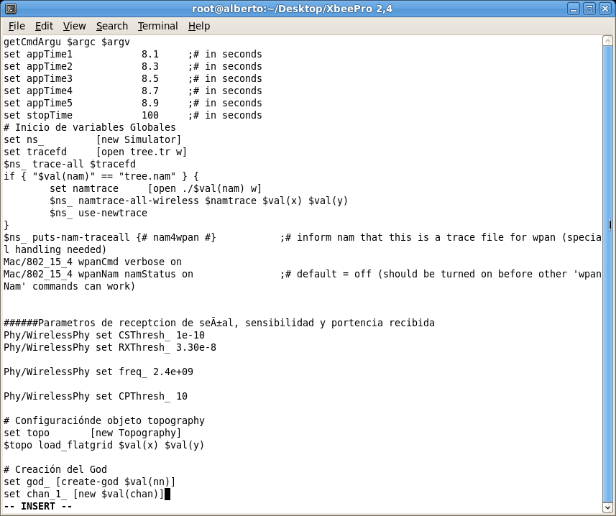 root@alberto:~/Desktop/XbeePro 2,4
File Edit View Search Terminal Help
getCmdArgu $argc $argv
set appTime1 8.1 ;# in seconds
set appTime2 8.3 ;# in seconds
set appTime3 8.5 ;# in seconds
set appTime4 8.7 ;# in seconds
set appTime5 8.9 ;# in seconds
set stopTime 100 ;# in seconds
# Inicio de variables Globales
set ns_ [new Simulator]
set tracefd [open tree.tr w]
$ns_ trace-all $tracefd
if { "$val(nam)" == "tree.nam" } {
set namtrace [open ./$val(nam) w]
$ns_ namtrace-all-wireless $namtrace $val(x) $val(y)
$ns_ use-newtrace
}
$ns_ puts-nam-traceall {# nam4wpan #} ;# inform nam that this is a trace file for wpan (specia
l handling needed)
Mac/802_15_4 wpanCmd verbose on
Mac/802_15_4 wpanNam namStatus on ;# default = off (should be turned on before other 'wpan
Nam' commands can work)
######Parametros de receptcion de seÃ±al, sensibilidad y portencia recibida
Phy/WirelessPhy set CSThresh_ 1e-10
Phy/WirelessPhy set RXThresh_ 3.30e-8
Phy/WirelessPhy set freq_ 2.4e+09
Phy/WirelessPhy set CPThresh_ 10
# Configuraciónde objeto topography
set topo [new Topography]
$topo load_flatgrid $val(x) $val(y)
# Creación del God
set god_ [create-god $val(nn)]
set chan_1_ [new $val(chan)]
-- INSERT --